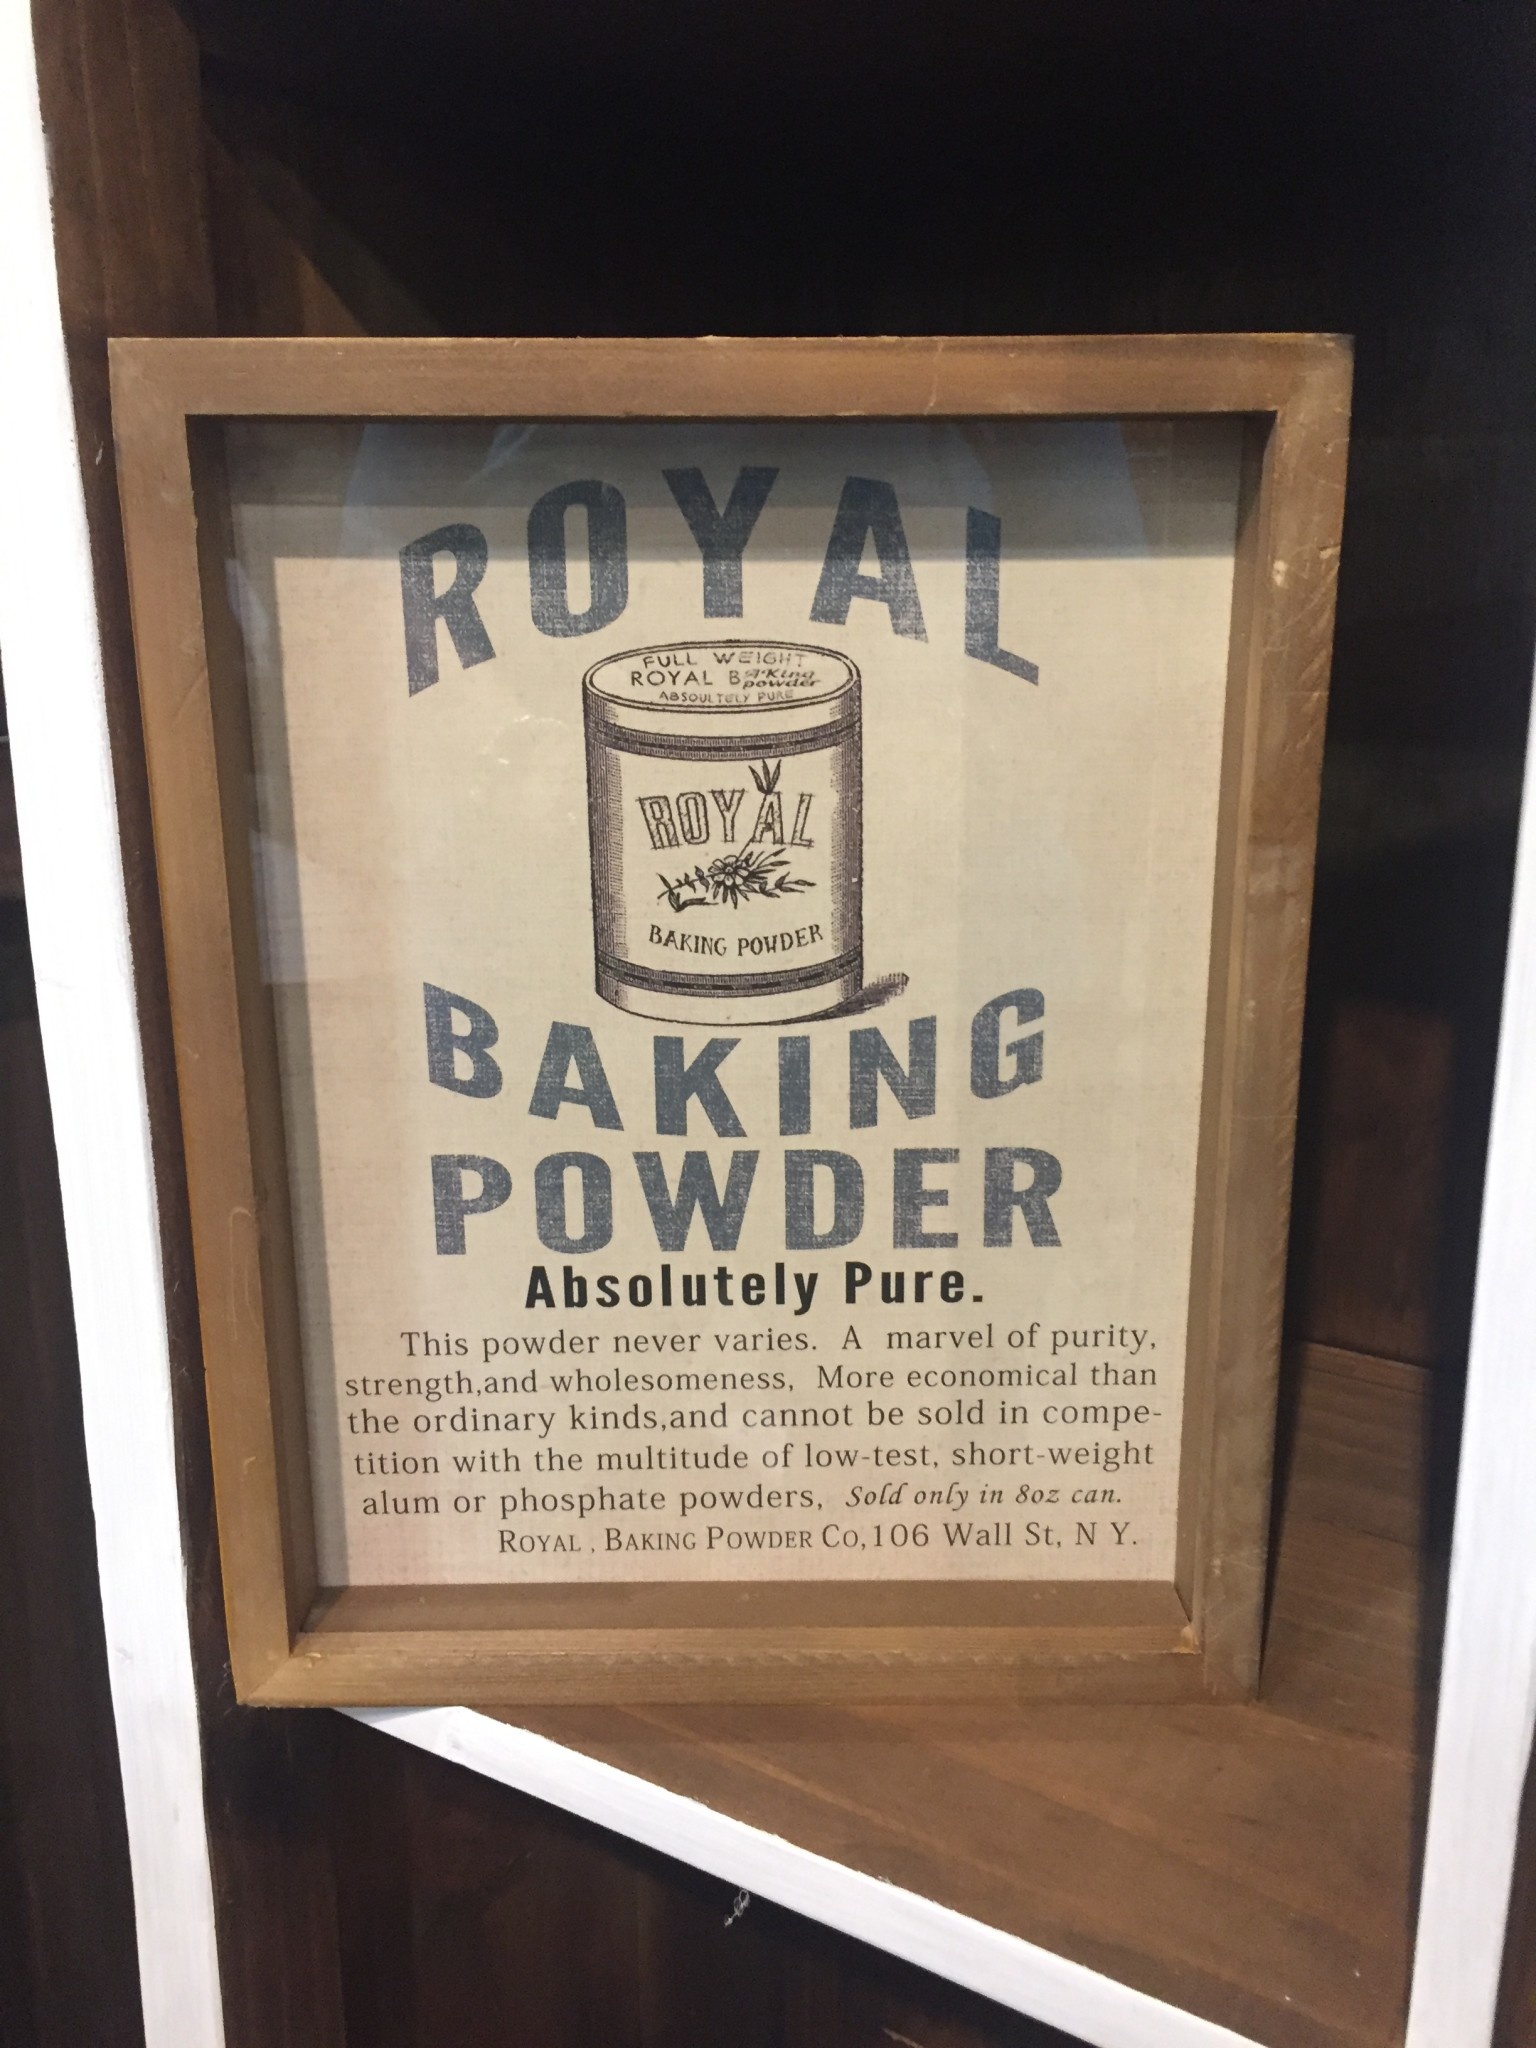 ROYAL
FULL WEIGHT
ROYAL BA'King
powder
ABSOULTELY PURE
ROYAL
BAKING POWDER
BAKING
POWDER
Absolutely Pure.
This powder never varies. A marvel of purity,
strength,and wholesomeness, More economical than
the ordinary kinds,and cannot be sold in compe-
tition with the multitude of low-test, short-weight
alum or phosphate powders, Sold only in 8oz can.
ROYAL , BAKING POWDER CO,106 Wall St, N Y.